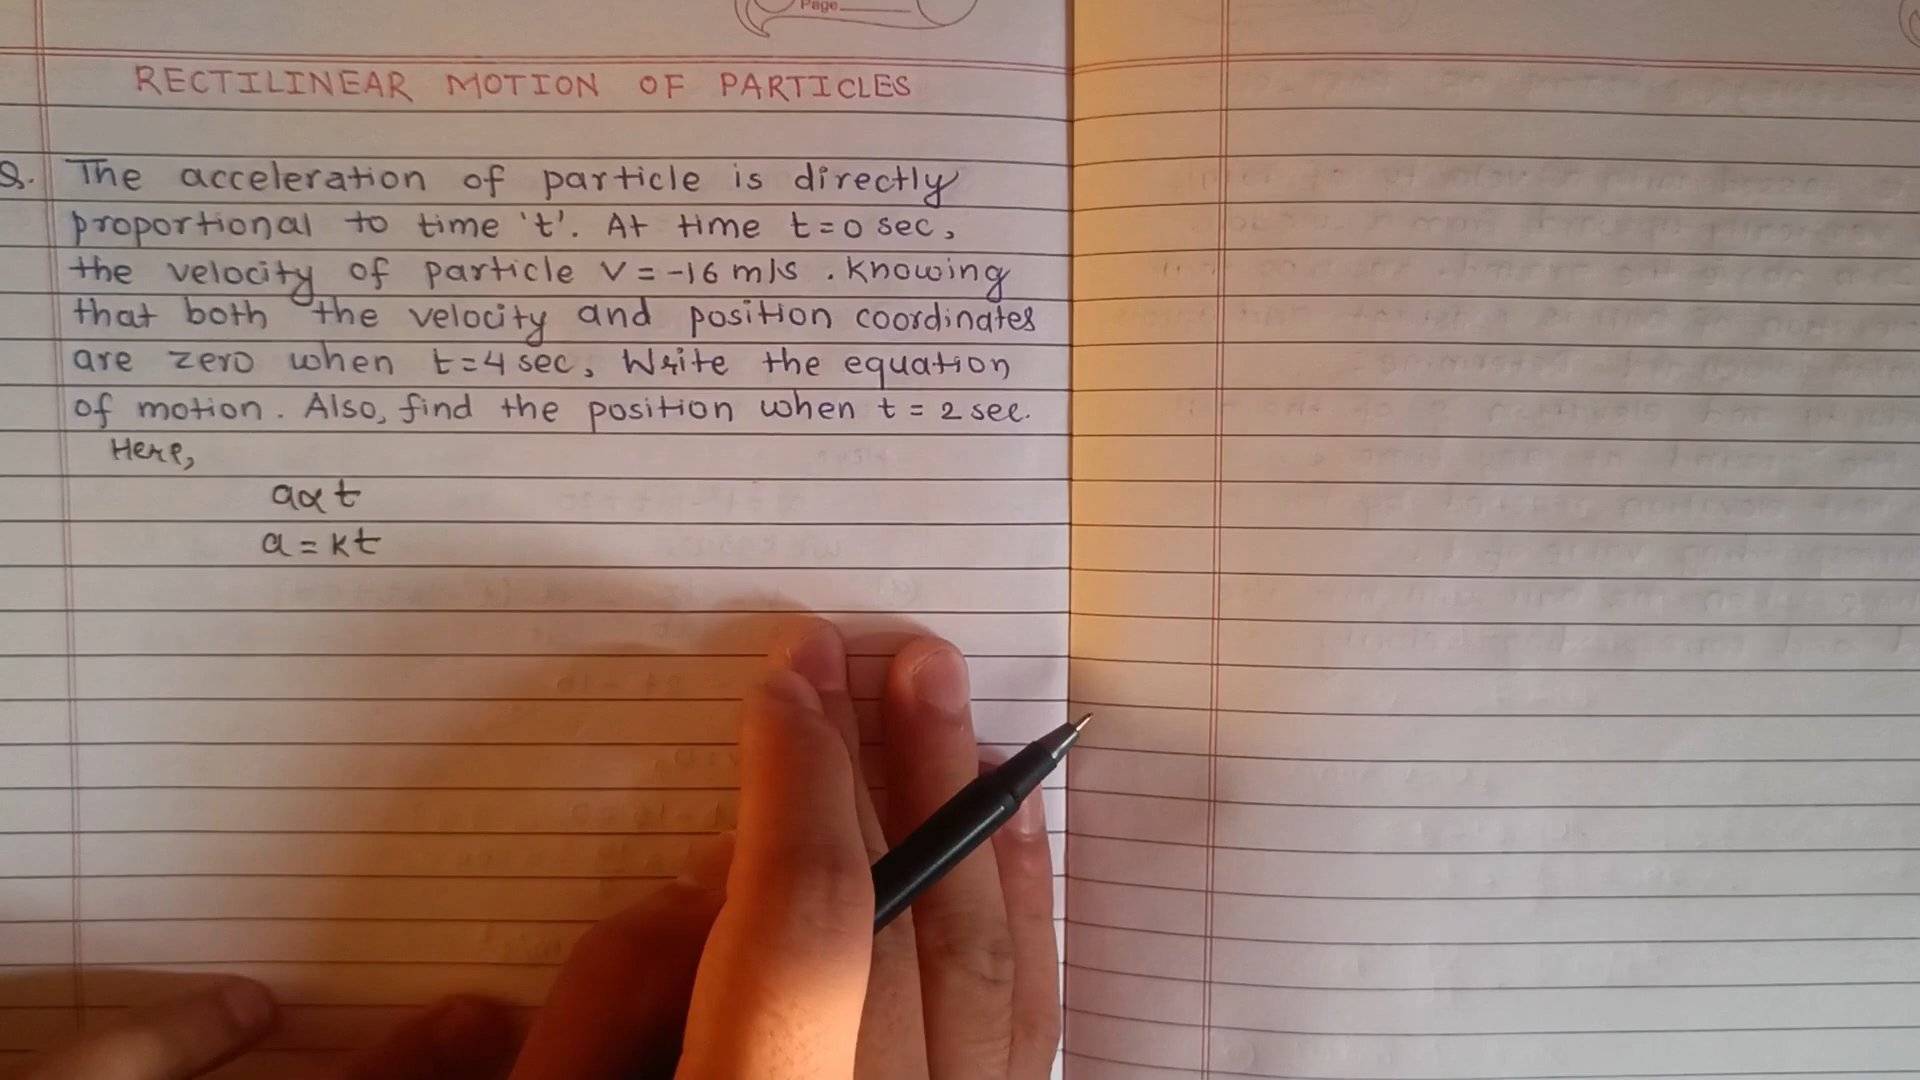 Page
RECTILINEAR MOTION OF PARTICLES
Q. The acceleration of particle is directly
proportional to time 't'. At time t=0 sec,
the velocity of particle v = -16 m/s. Knowing
that both the velocity and position coordinates
are zero when t=4 sec, Write the equation
of motion. Also, find the position when t = 2 sec.
Here,
a∝t
a=kt